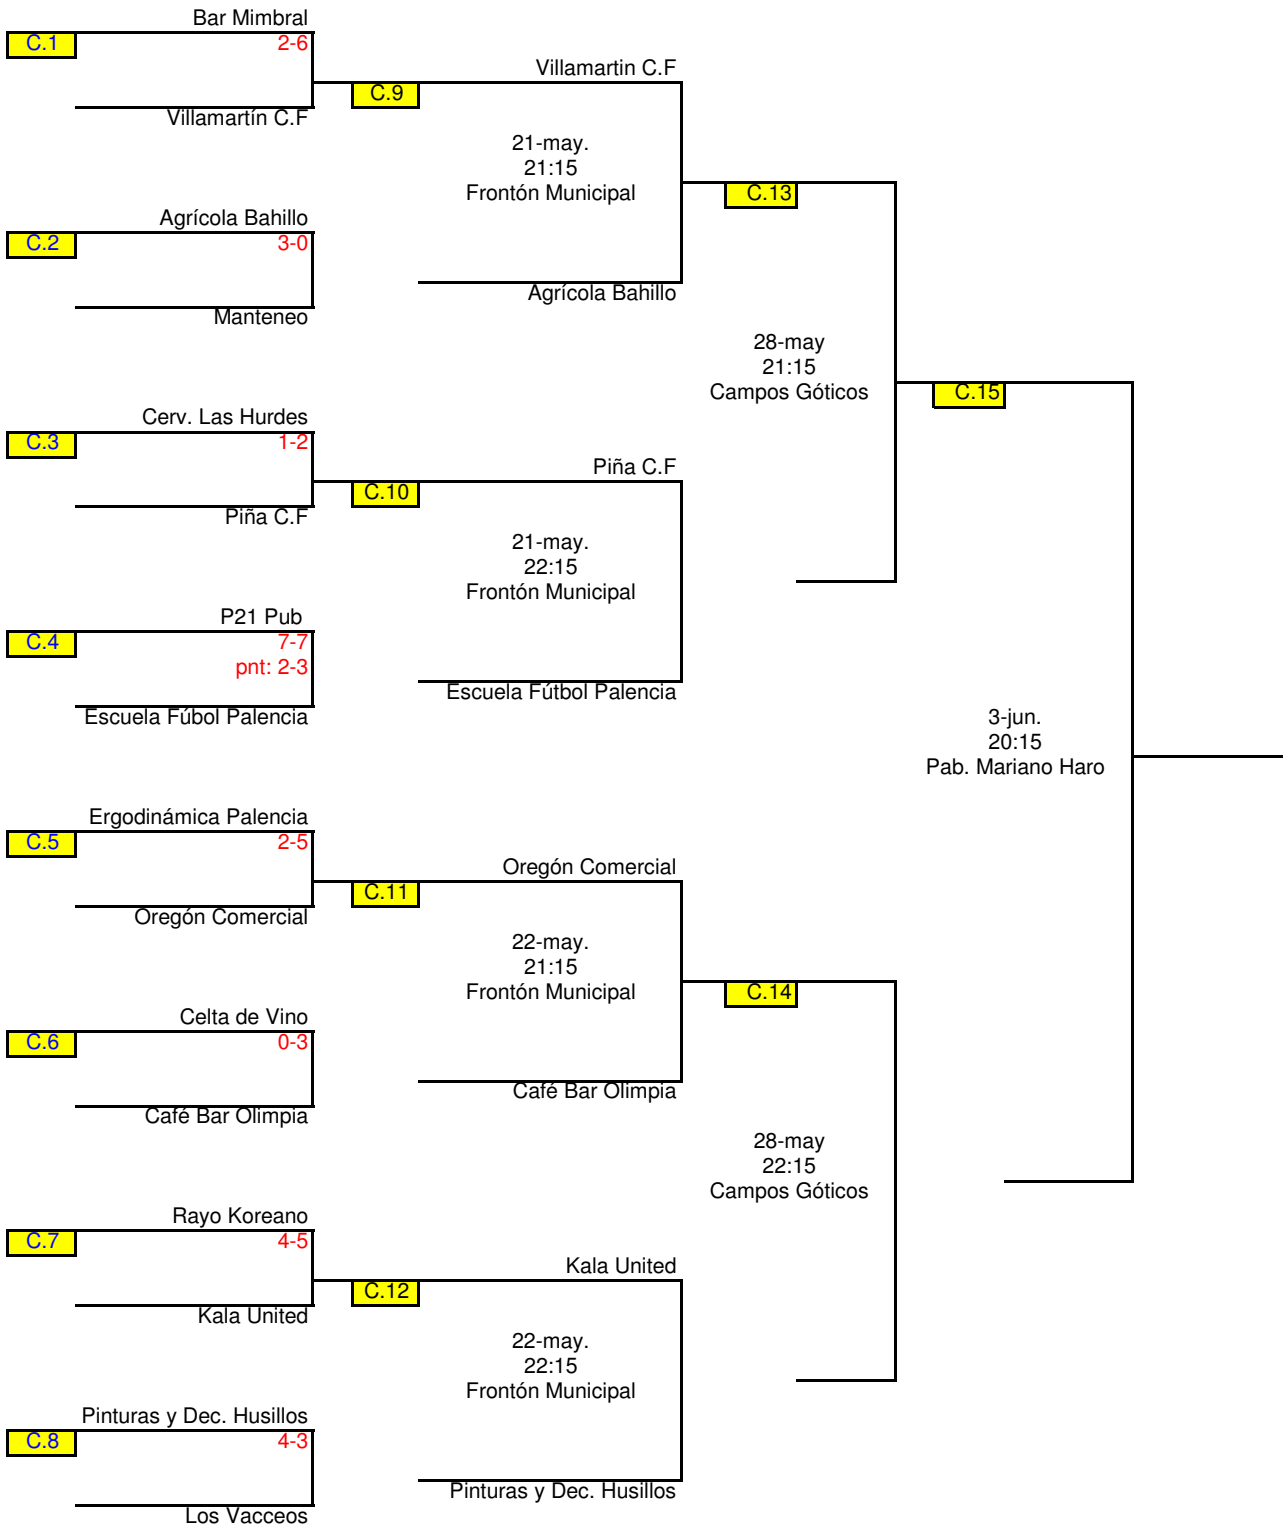 Bar Mimbral
C.1
2-6
Villamartín C.F
Villamartin C.F
C.9
21-may.
21:15
Frontón Municipal
Agrícola Bahillo
C.2
3-0
Manteneo
Agrícola Bahillo
C.13
28-may
21:15
Campos Góticos
Cerv. Las Hurdes
C.3
1-2
Piña C.F
Piña C.F
C.10
21-may.
22:15
Frontón Municipal
P21 Pub
C.4
7-7
pnt: 2-3
Escuela Fúbol Palencia
Escuela Fútbol Palencia
C.15
3-jun.
20:15
Pab. Mariano Haro
Ergodinámica Palencia
C.5
2-5
Oregón Comercial
Oregón Comercial
C.11
22-may.
21:15
Frontón Municipal
Celta de Vino
C.6
0-3
Café Bar Olimpia
Café Bar Olimpia
C.14
28-may
22:15
Campos Góticos
Rayo Koreano
C.7
4-5
Kala United
Kala United
C.12
22-may.
22:15
Frontón Municipal
Pinturas y Dec. Husillos
C.8
4-3
Los Vacceos
Pinturas y Dec. Husillos